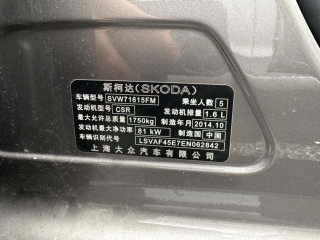 斯柯达(SKODA)
车辆型号 SVW71615FM 乘坐人数 5
发动机型号 CSR 发动机排量 1.6 L
最大允许总质量 1750kg 制造年月 2014.10
发动机最大净功率 81 kW 制造国 中国
车辆识别代号 LSVAF45E7EN062842
上海大众汽车有限公司